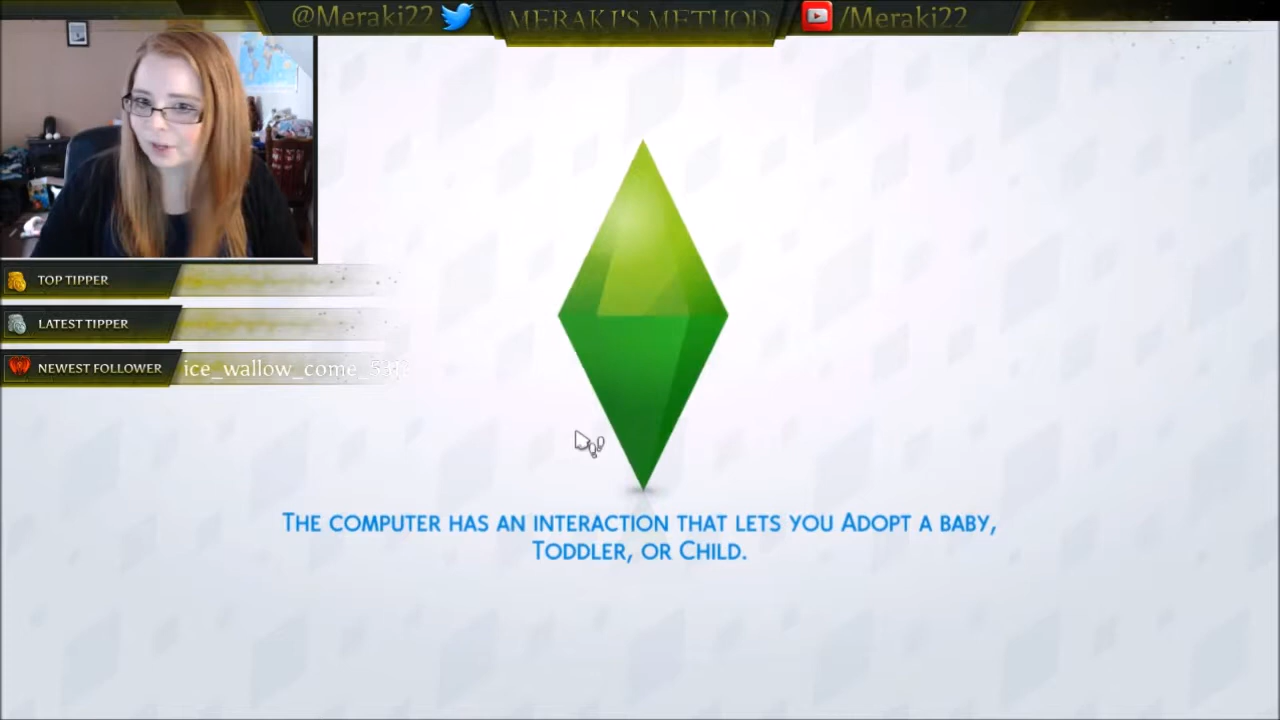 @Meraki22
MERAKI'S METHOD
/Meraki22
TOP TIPPER
LATEST TIPPER
NEWEST FOLLOWER
THE COMPUTER HAS AN INTERACTION THAT LETS YOU ADOPT A BABY,
TODDLER, OR CHILD.